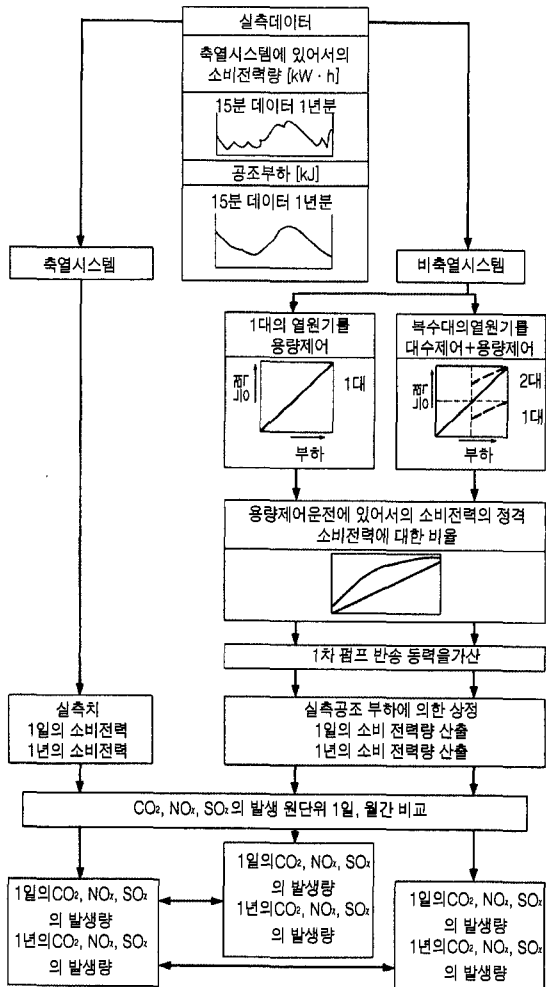 실측데이터
축열시스템에 있어서의
소비전력량 [kW · h]
15분 데이터 1년분
공조부하 [kJ]
15분 데이터 1년분
축열시스템
비축열시스템
1대의 열원기를
용량제어
능력
1대
부하
복수대의열원기를
대수제어+용량제어
능력
2대
1대
부하
용량제어운전에 있어서의 소비전력의 정격
소비전력에 대한 비율
1차 펌프 반송 동력을가산
실측치
1일의 소비전력
1년의 소비전력
실측공조 부하에 의한 상정
1일의 소비 전력량 산출
1년의 소비 전력량 산출
CO₂, NOx, SOx의 발생 원단위 1일, 월간 비교
1일의CO₂, NOx, SOx
의 발생량
1년의CO₂, NOx, SOx
의 발생량
1일의CO₂, NOx, SOx
의 발생량
1년의CO₂, NOx, SOx
의 발생량
1일의CO₂, NOx, SOx
의 발생량
1년의CO₂, NOx, SOx
의 발생량